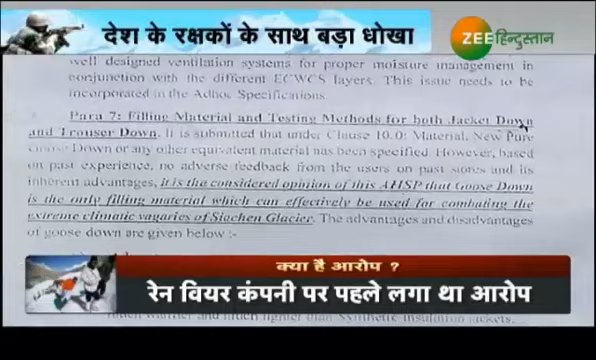 देश के रक्षकों के साथ बड़ा धोखा
ZEE हिन्दुस्तान
well designed ventilation systems for proper moisture management in
conjunction with the different ECWCS layers. This issue needs to be
incorporated in the Adhoc Specifications.
Para 7: Filling Material and Testing Methods for both Jacket Down
and Trouser Down. It is submitted that under Clause 10.0: Material, New Pure
Goose Down or any other equivalent material has been specified. However, based
on past experience, no adverse feedback from the users on past stores and its
inherent advantages, it is the considered opinion of this AHSP that Goose Down
is the only filling material which can effectively be used for combating the
extreme climatic vagaries of Siachen Glacier. The advantages and disadvantages
of goose down are given below :-
क्या है आरोप ?
रेन वियर कंपनी पर पहले लगा था आरोप
much warmer and much lighter than Synthetic insulation jackets.